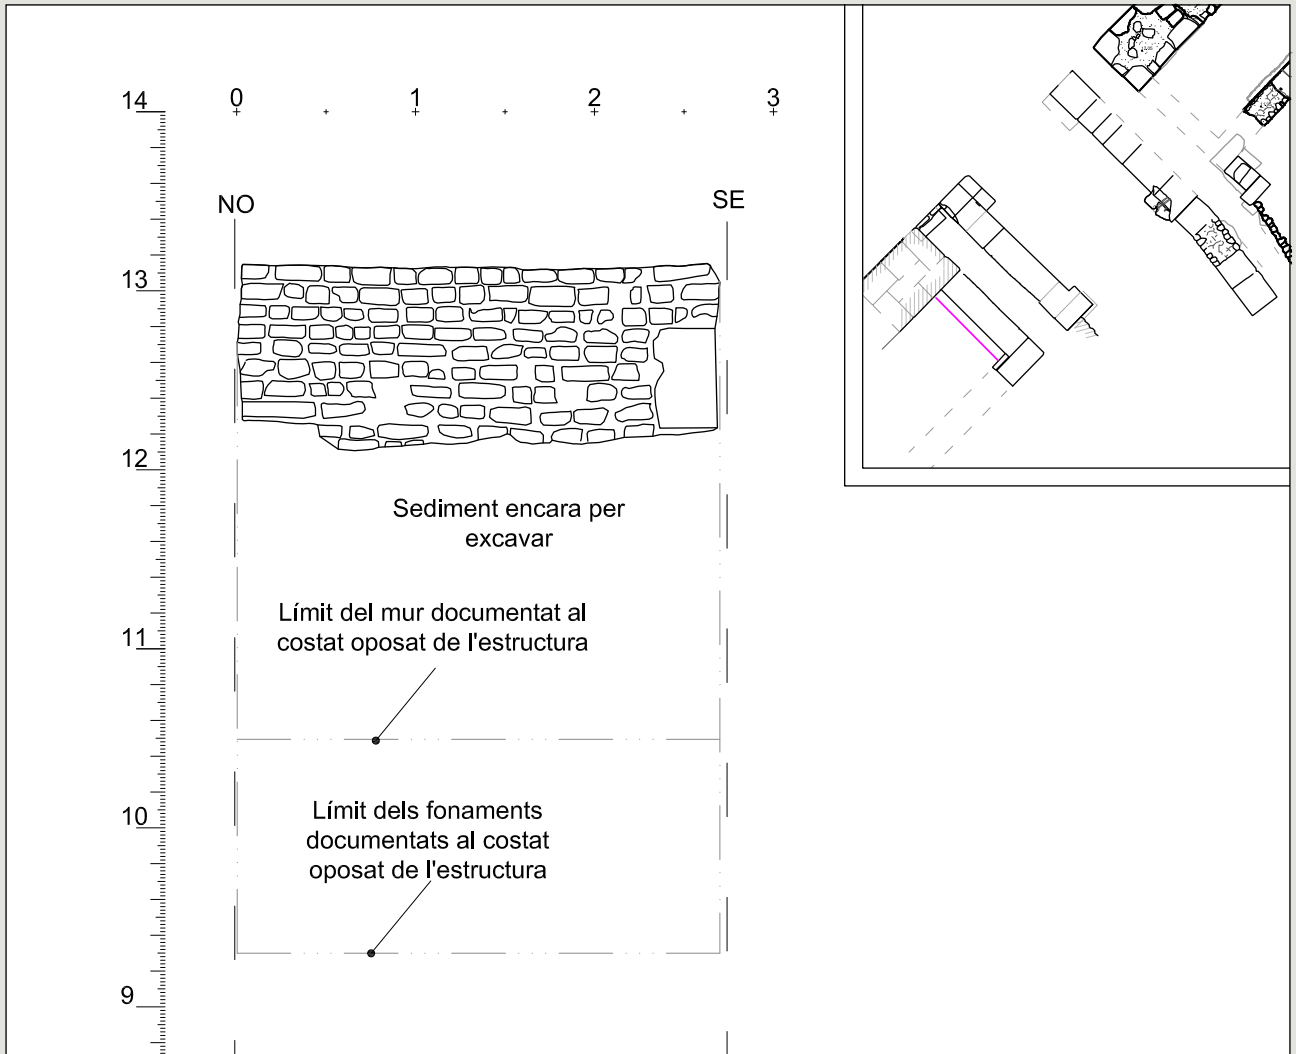 14
0 1 2 3
NO SE
13
12
Sediment encara per
excavar
Límit del mur documentat al
costat oposat de l'estructura
11
10
Límit dels fonaments
documentats al costat
oposat de l'estructura
9